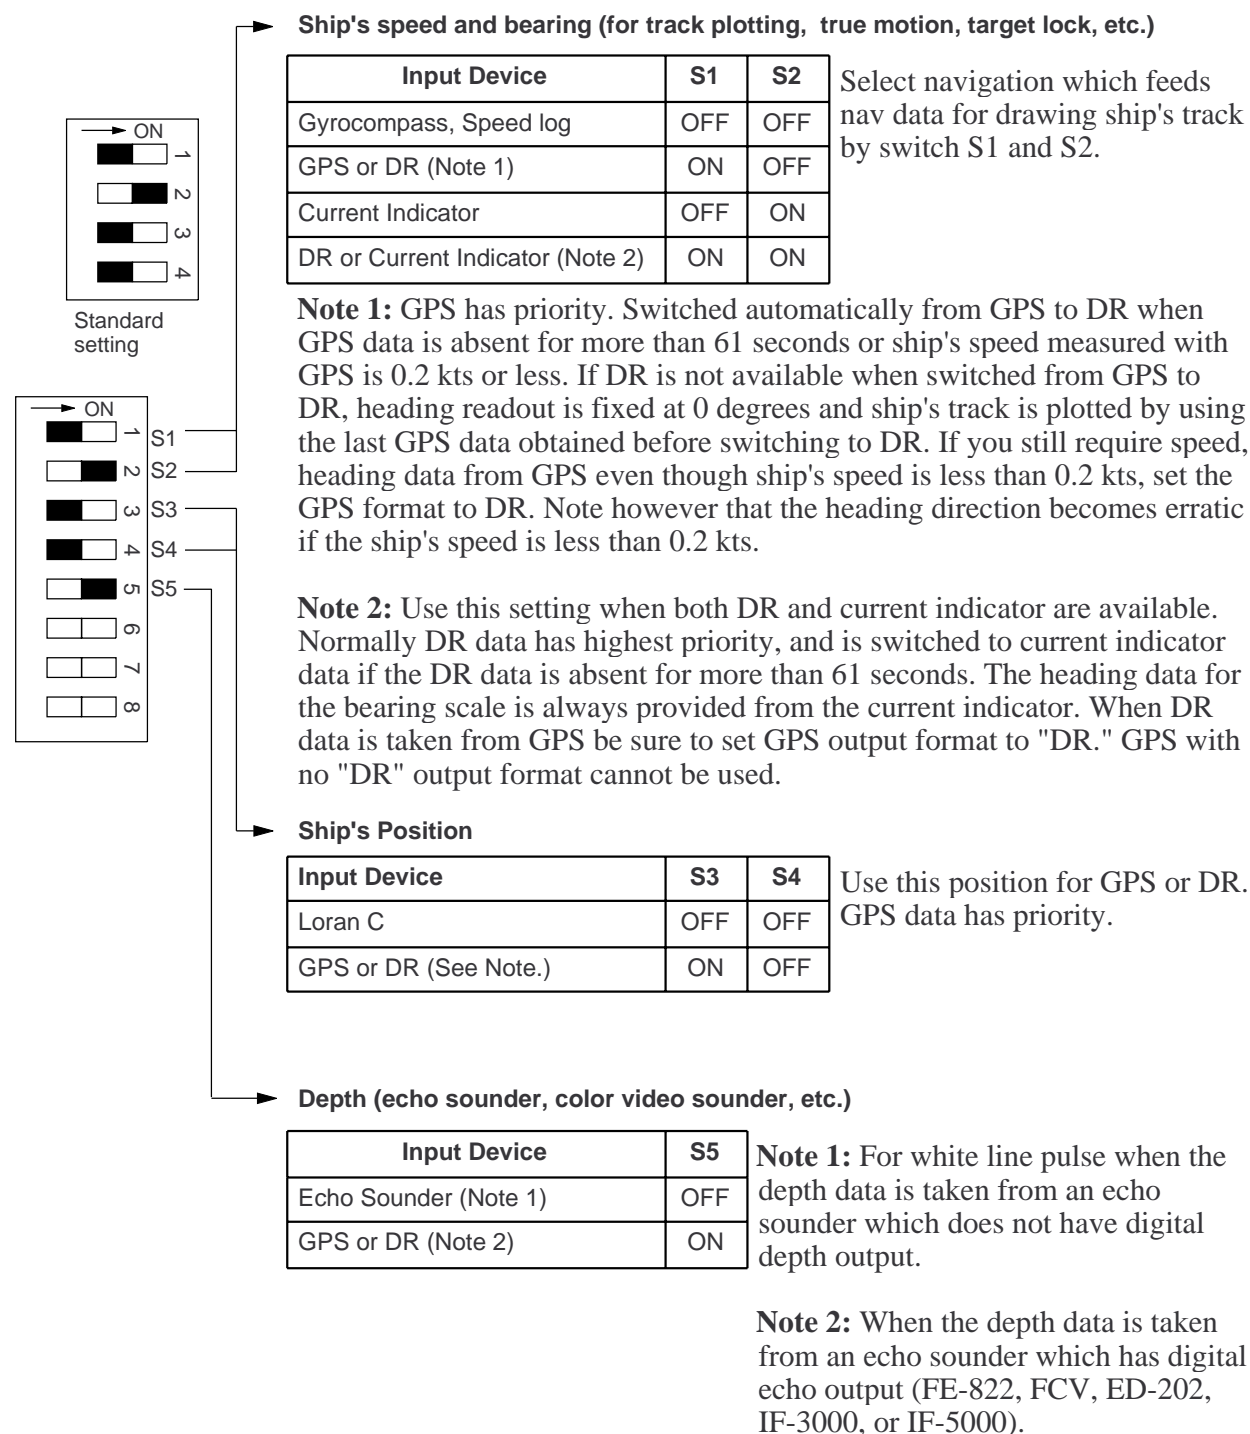 Ship's speed and bearing (for track plotting, true motion, target lock, etc.)
Input Device S1 S2
Gyrocompass, Speed log OFF OFF
GPS or DR (Note 1) ON OFF
Current Indicator OFF ON
DR or Current Indicator (Note 2) ON ON
Select navigation which feeds
nav data for drawing ship's track
by switch S1 and S2.
ON
1
2
3
4
Standard
setting
Note 1: GPS has priority. Switched automatically from GPS to DR when
GPS data is absent for more than 61 seconds or ship's speed measured with
GPS is 0.2 kts or less. If DR is not available when switched from GPS to
DR, heading readout is fixed at 0 degrees and ship's track is plotted by using
the last GPS data obtained before switching to DR. If you still require speed,
heading data from GPS even though ship's speed is less than 0.2 kts, set the
GPS format to DR. Note however that the heading direction becomes erratic
if the ship's speed is less than 0.2 kts.
ON
1 S1
2 S2
3 S3
4 S4
5 S5
6
7
8
Note 2: Use this setting when both DR and current indicator are available.
Normally DR data has highest priority, and is switched to current indicator
data if the DR data is absent for more than 61 seconds. The heading data for
the bearing scale is always provided from the current indicator. When DR
data is taken from GPS be sure to set GPS output format to "DR." GPS with
no "DR" output format cannot be used.
Ship's Position
Input Device S3 S4
Loran C OFF OFF
GPS or DR (See Note.) ON OFF
Use this position for GPS or DR.
GPS data has priority.
Depth (echo sounder, color video sounder, etc.)
Input Device S5
Echo Sounder (Note 1) OFF
GPS or DR (Note 2) ON
Note 1: For white line pulse when the
depth data is taken from an echo
sounder which does not have digital
depth output.
Note 2: When the depth data is taken
from an echo sounder which has digital
echo output (FE-822, FCV, ED-202,
IF-3000, or IF-5000).